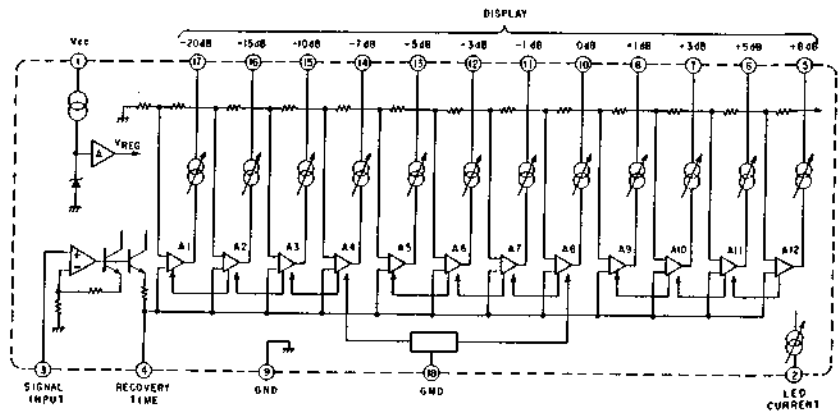 DISPLAY
Vcc -20dB -15dB -10dB -7dB -5dB -3dB -1dB 0dB +1dB +3dB +5dB +8dB
1 17 16 15 14 13 12 11 10 8 7 6 5
A VREG
A1 A2 A3 A4 A5 A6 A7 A8 A9 A10 A11 A12
+
-
3 4 9 18 2
SIGNAL INPUT
RECOVERY TIME
GND
GMD
LED CURRENT